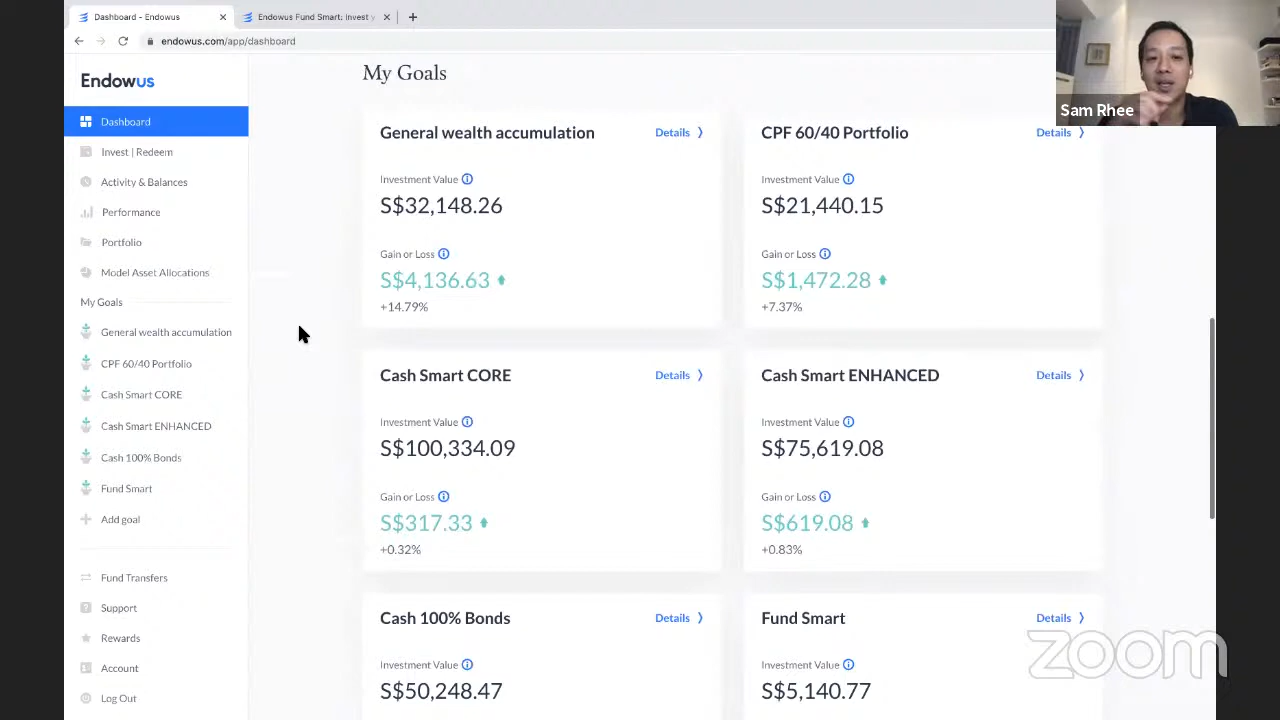 Dashboard - Endowus
Endowus Fund Smart: Invest y
endowus.com/app/dashboard
Sam Rhee
Endowus
Dashboard
Invest | Redeem
Activity & Balances
Performance
Portfolio
Model Asset Allocations
My Goals
General wealth accumulation
CPF 60/40 Portfolio
Cash Smart CORE
Cash Smart ENHANCED
Cash 100% Bonds
Fund Smart
Add goal
Fund Transfers
Support
Rewards
Account
Log Out
My Goals
General wealth accumulation Details
Investment Value
S$32,148.26
Gain or Loss
S$4,136.63
+14.79%
CPF 60/40 Portfolio Details
Investment Value
S$21,440.15
Gain or Loss
S$1,472.28
+7.37%
Cash Smart CORE Details
Investment Value
S$100,334.09
Gain or Loss
S$317.33
+0.32%
Cash Smart ENHANCED Details
Investment Value
S$75,619.08
Gain or Loss
S$619.08
+0.83%
Cash 100% Bonds Details
Investment Value
S$50,248.47
Fund Smart Details
Investment Value
S$5,140.77
zoom